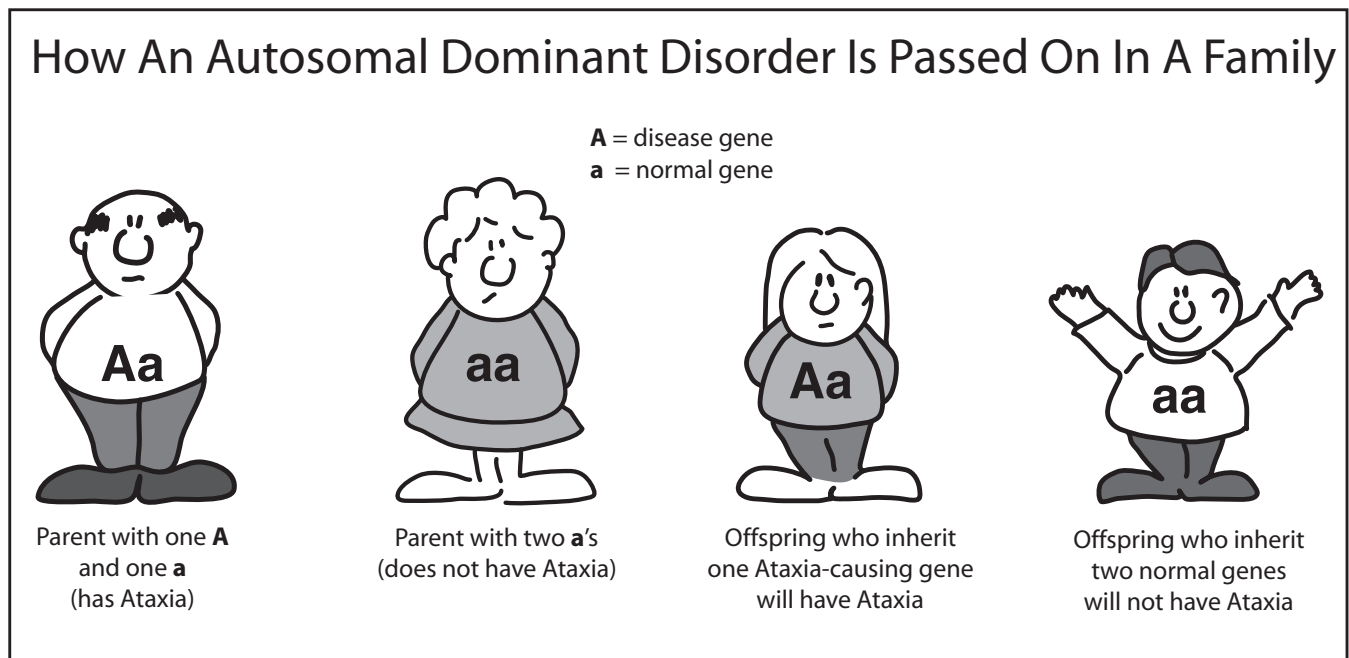 How An Autosomal Dominant Disorder Is Passed On In A Family
A = disease gene
a = normal gene
Aa
aa
Aa
aa
Parent with one A
and one a
(has Ataxia)
Parent with two a's
(does not have Ataxia)
Offspring who inherit
one Ataxia-causing gene
will have Ataxia
Offspring who inherit
two normal genes
will not have Ataxia